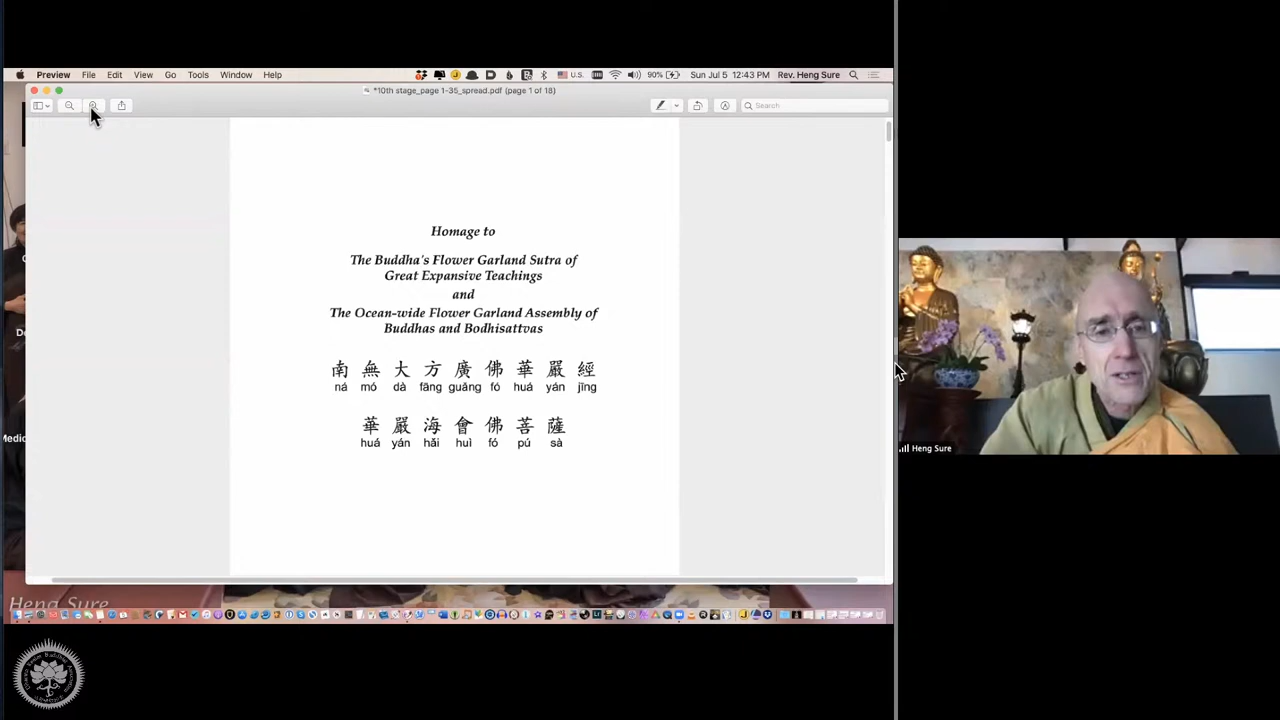 Preview File Edit View Go Tools Window Help U.S. 90% Sun Jul 5 12:43 PM Rev. Heng Sure
*10th stage_page 1-35_spread.pdf (page 1 of 18)
Search
Homage to
The Buddha's Flower Garland Sutra of
Great Expansive Teachings
and
The Ocean-wide Flower Garland Assembly of
Buddhas and Bodhisattvas
南無大方廣佛華嚴經
ná mó dà fāng guǎng fó huá yán jīng
華嚴海會佛菩薩
huá yán hǎi huì fó pú sà
Heng Sure
Heng Sure